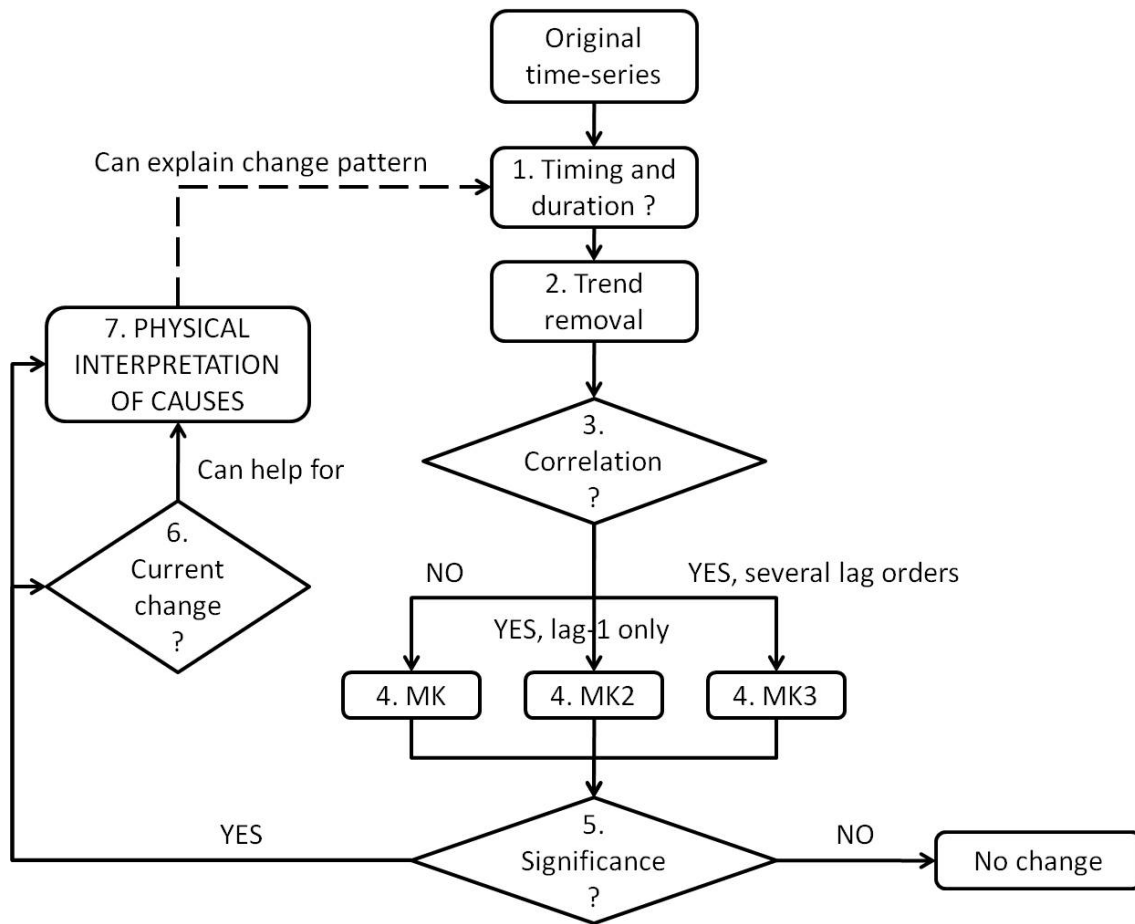 Original
time-series
Can explain change pattern
1. Timing and
duration ?
2. Trend
removal
7. PHYSICAL
INTERPRETATION
OF CAUSES
3.
Correlation
?
Can help for
6.
Current
change
?
NO
YES, several lag orders
YES, lag-1 only
4. MK
4. MK2
4. MK3
YES
5.
Significance
?
NO
No change